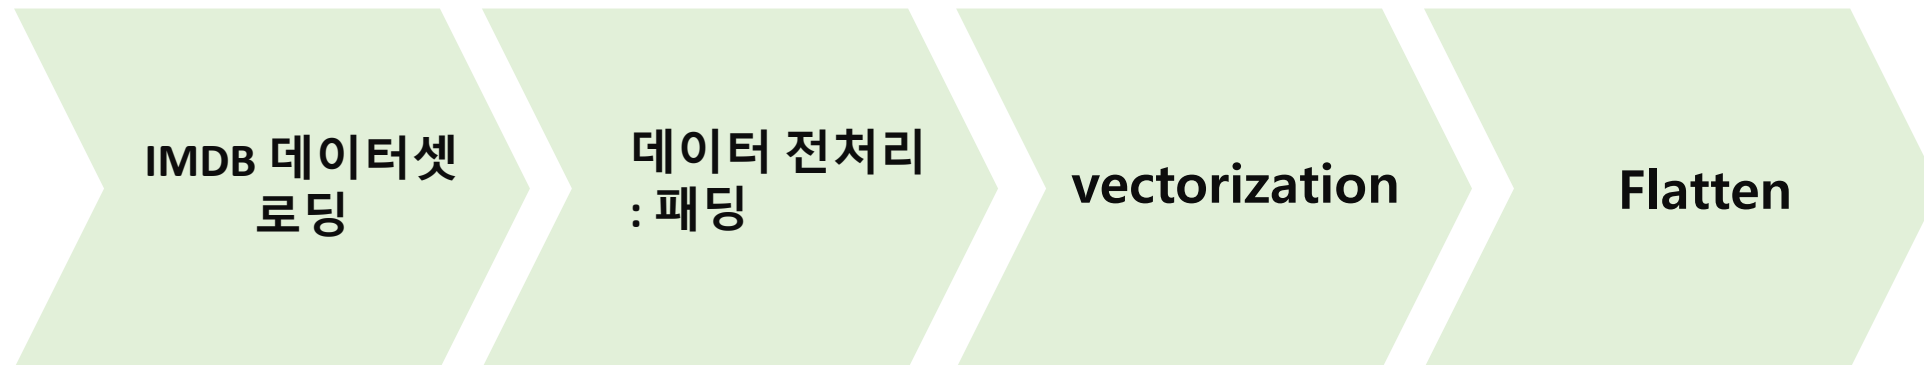 IMDB 데이터셋
로딩
데이터 전처리
: 패딩
vectorization
Flatten